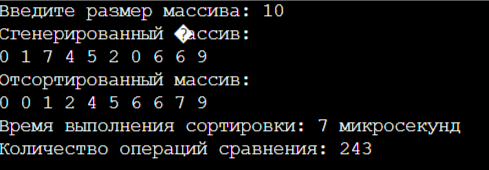 Введите размер массива: 10
Сгенерированный �ассив:
0 1 7 4 5 2 0 6 6 9
Отсортированный массив:
0 0 1 2 4 5 6 6 7 9
Время выполнения сортировки: 7 микросекунд
Количество операций сравнения: 243